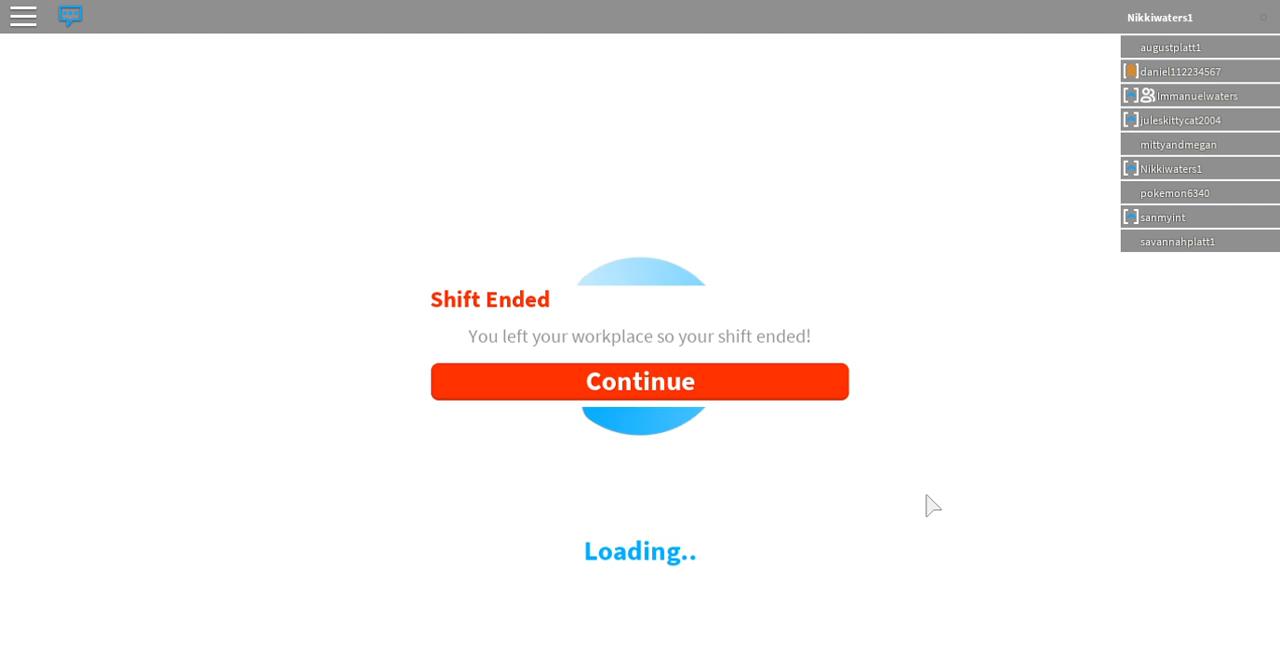 Nikkiwaters1
augustplatt1
daniel112234567
Immanuelwaters
juleskittycat2004
mittyandmegan
Nikkiwaters1
pokemon6340
sanmyint
savannahplatt1
Shift Ended
You left your workplace so your shift ended!
Continue
Loading..